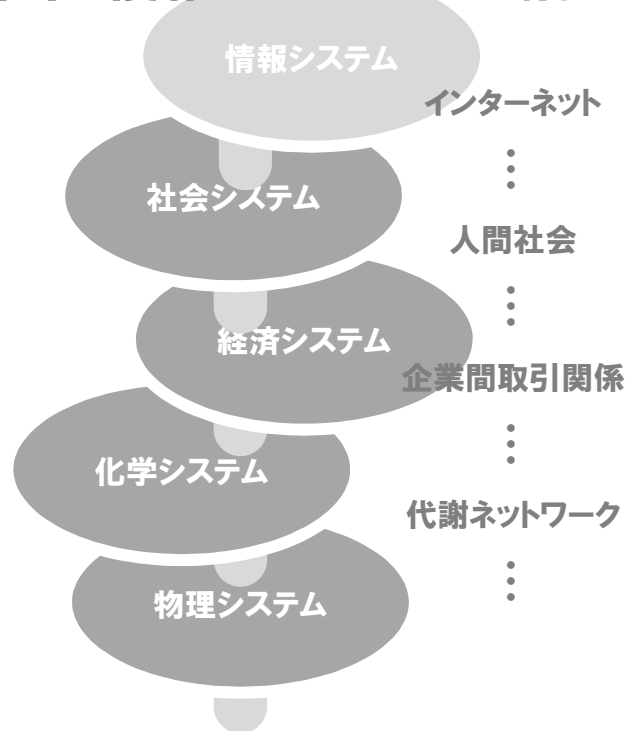 情報システム
インターネット
社会システム
人間社会
経済システム
企業間取引関係
化学システム
代謝ネットワーク
物理システム